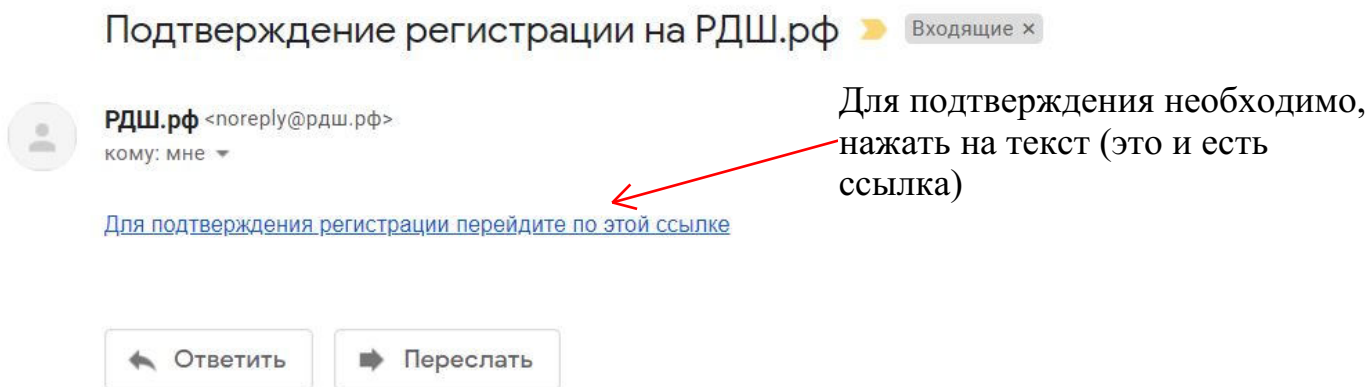 Подтверждение регистрации на РДШ.рф Входящие ×
РДШ.рф <noreply@рдш.рф>
кому: мне
Для подтверждения необходимо,
нажать на текст (это и есть
ссылка)
Для подтверждения регистрации перейдите по этой ссылке
Ответить Переслать